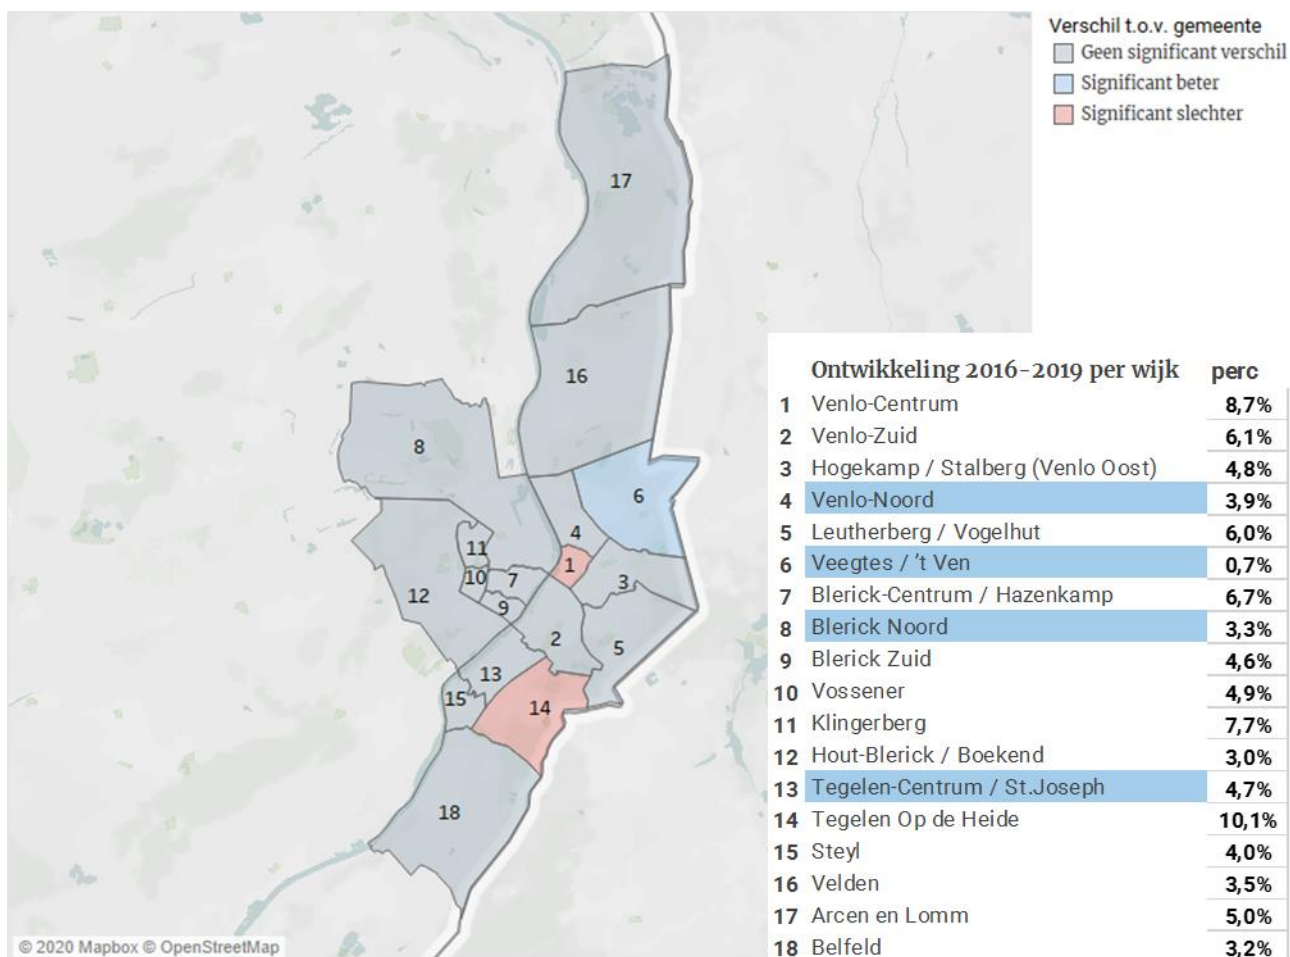 Verschil t.o.v. gemeente
Geen significant verschil
Significant beter
Significant slechter
17
16
8
6
4
11
1
10
7
3
12
9
2
5
13
15
14
18
Ontwikkeling 2016-2019 per wijk perc
1 Venlo-Centrum 8,7%
2 Venlo-Zuid 6,1%
3 Hogekamp / Stalberg (Venlo Oost) 4,8%
4 Venlo-Noord 3,9%
5 Leutherberg / Vogelhut 6,0%
6 Veegtes / ’t Ven 0,7%
7 Blerick-Centrum / Hazenkamp 6,7%
8 Blerick Noord 3,3%
9 Blerick Zuid 4,6%
10 Vossener 4,9%
11 Klingerberg 7,7%
12 Hout-Blerick / Boekend 3,0%
13 Tegelen-Centrum / St.Joseph 4,7%
14 Tegelen Op de Heide 10,1%
15 Steyl 4,0%
16 Velden 3,5%
17 Arcen en Lomm 5,0%
18 Belfeld 3,2%
© 2020 Mapbox © OpenStreetMap